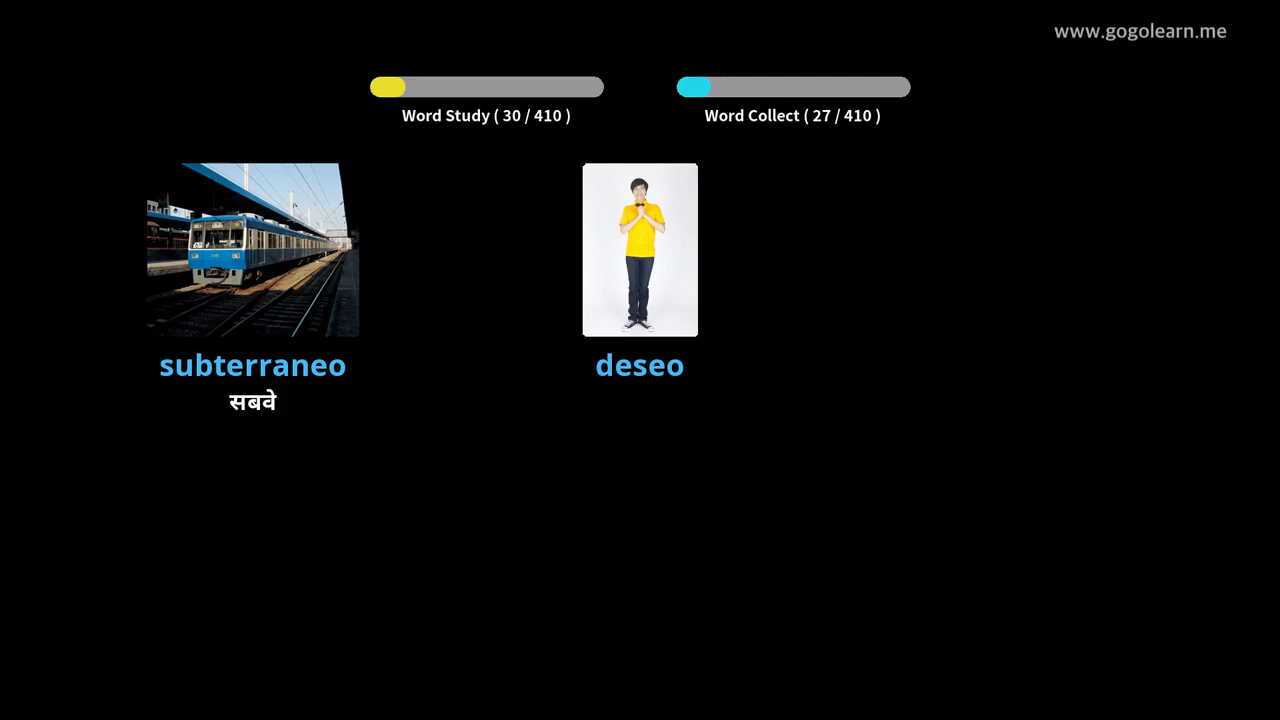 www.gogolearn.me
Word Study ( 30 / 410 )
Word Collect ( 27 / 410 )
subterraneo
deseo
सबवे